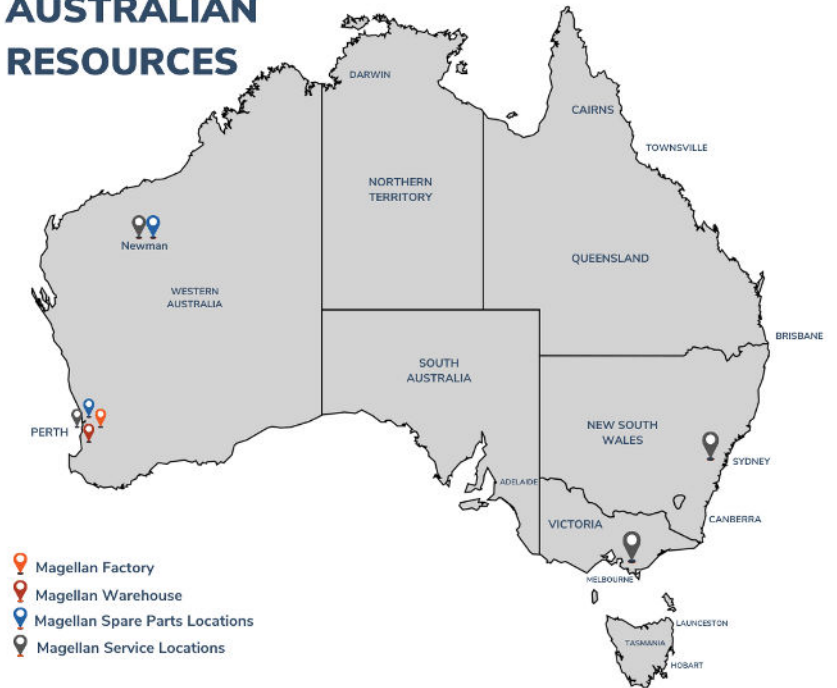 AUSTRALIAN
RESOURCES
DARWIN
CAIRNS
TOWNSVILLE
NORTHERN
TERRITORY
Newman
QUEENSLAND
WESTERN
AUSTRALIA
BRISBANE
SOUTH
AUSTRALIA
PERTH
NEW SOUTH
WALES
SYDNEY
ADELAIDE
CANBERRA
VICTORIA
MELBOURNE
LAUNCESTON
TASMANIA
HOBART
Magellan Factory
Magellan Warehouse
Magellan Spare Parts Locations
Magellan Service Locations